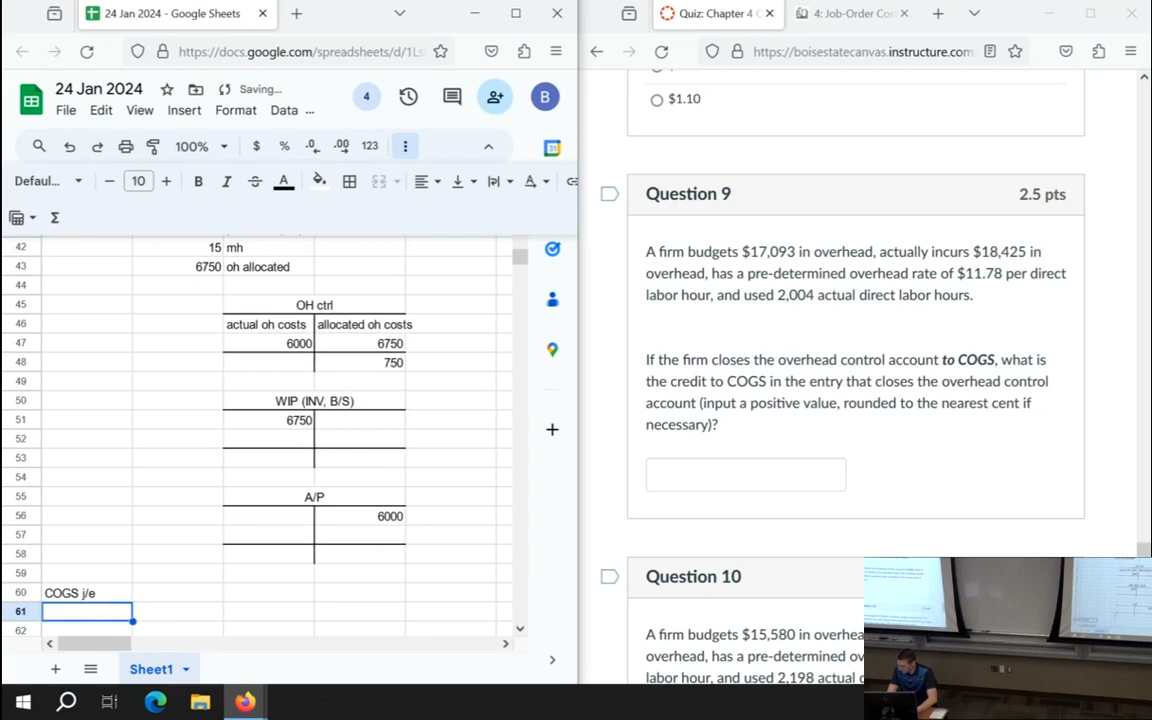 24 Jan 2024 - Google Sheets
Quiz: Chapter 4 C
4: Job-Order Cos
https://docs.google.com/spreadsheets/d/1Ls
https://boisestatecanvas.instructure.com
24 Jan 2024
Saving...
4
B
File Edit View Insert Format Data ...
100% $ % .0 .00 123
31
Defaul... 10 B I A
Σ
42 15 mh
43 6750 oh allocated
44
45 OH ctrl
46 actual oh costs allocated oh costs
47 6000 6750
48 750
49
50 WIP (INV, B/S)
51 6750
52
53
54
55 A/P
56 6000
57
58
59
60 COGS j/e
61
62
Sheet1
$1.10
Question 9 2.5 pts
A firm budgets $17,093 in overhead, actually incurs $18,425 in
overhead, has a pre-determined overhead rate of $11.78 per direct
labor hour, and used 2,004 actual direct labor hours.
If the firm closes the overhead control account to COGS, what is
the credit to COGS in the entry that closes the overhead control
account (input a positive value, rounded to the nearest cent if
necessary)?
Question 10
A firm budgets $15,580 in overhea
overhead, has a pre-determined ov
labor hour, and used 2,198 actual